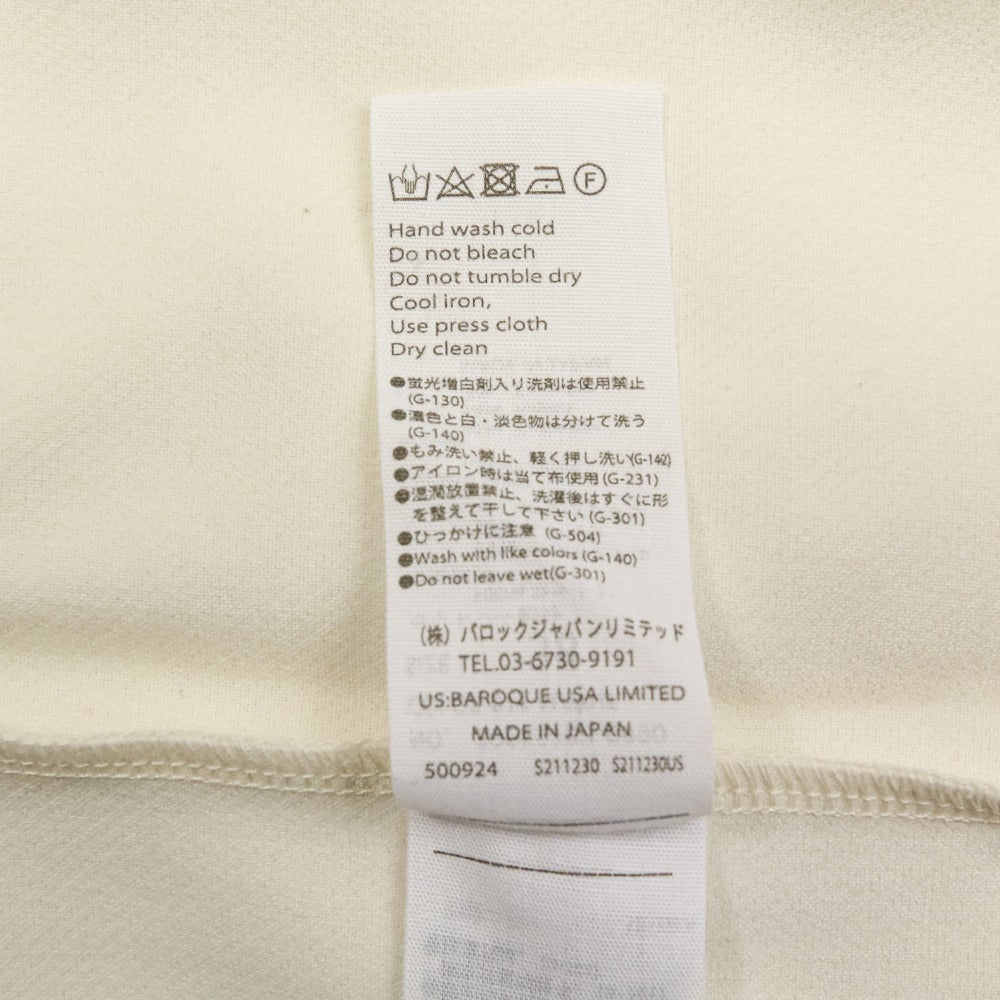 F
Hand wash cold
Do not bleach
Do not tumble dry
Cool iron,
Use press cloth
Dry clean
●蛍光増白剤入り洗剤は使用禁止
(G-130)
●濃色と白・淡色物は分けて洗う
(G-140)
●もみ洗い禁止、軽く押し洗い(G-142)
●アイロン時は当て布使用(G-231)
●湿潤放置禁止、洗濯後はすぐに形
を整えて干して下さい(G-301)
●ひっかけに注意 (G-504)
●Wash with like colors (G-140)
●Do not leave wet(G-301)
(株) バロックジャパンリミテッド
TEL.03-6730-9191
US:BAROQUE USA LIMITED
MADE IN JAPAN
500924 S211230 S211230US